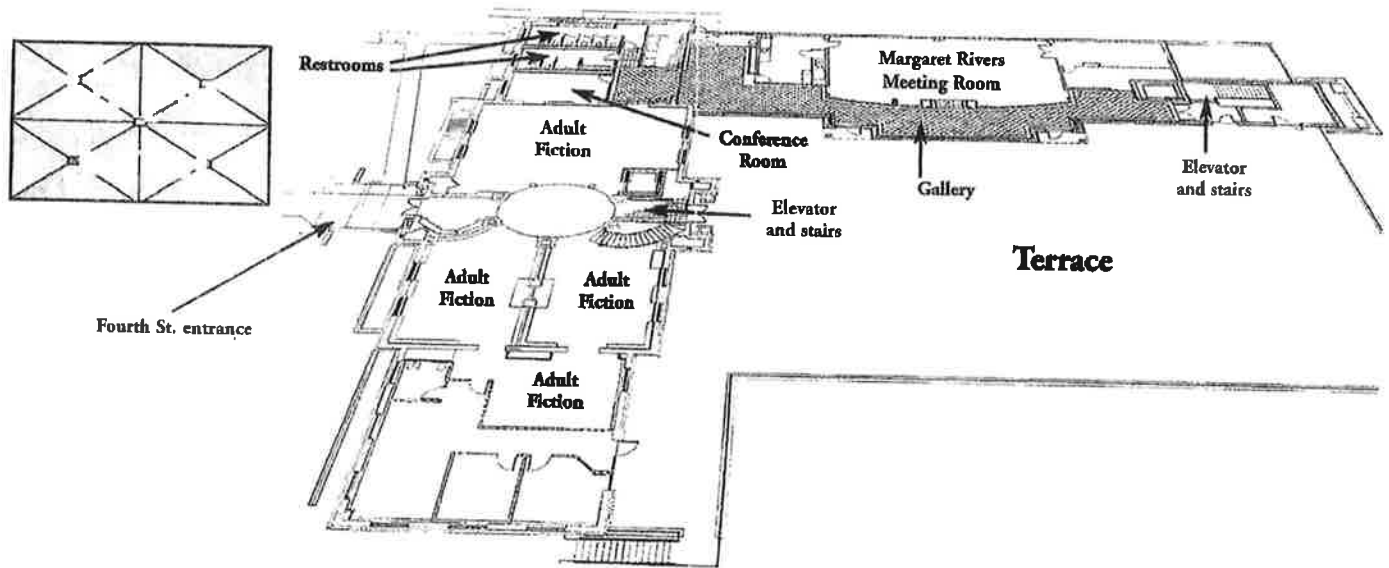 Restrooms
Margaret Rivers
Meeting Room
Adult
Fiction
Conference
Room
Gallery
Elevator
and stairs
Elevator
and stairs
Terrace
Adult
Fiction
Adult
Fiction
Fourth St. entrance
Adult
Fiction